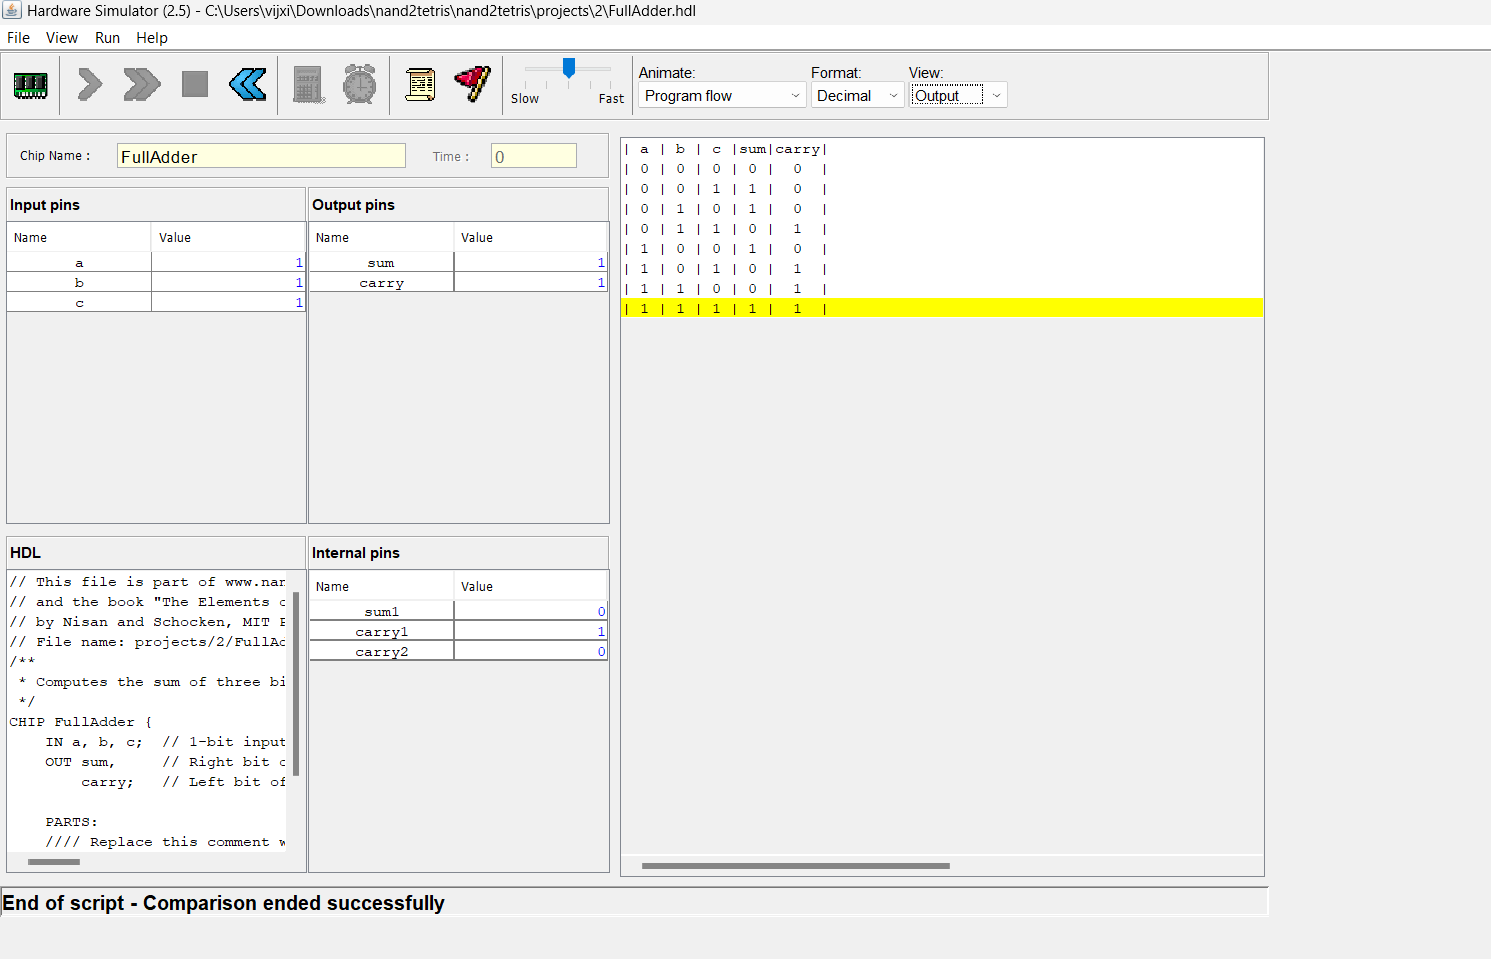 Hardware Simulator (2.5) - C:\Users\vijxi\Downloads\nand2tetris\nand2tetris\projects\2\FullAdder.hdl
File View Run Help
Slow Fast
Animate: Format: View:
Program flow Decimal Output
Chip Name : FullAdder Time : 0
Input pins
Name Value
a 1
b 1
c 1
Output pins
Name Value
sum 1
carry 1
HDL
// This file is part of www.nan
// and the book "The Elements o
// by Nisan and Schocken, MIT P
// File name: projects/2/FullAd
/**
* Computes the sum of three bi
*/
CHIP FullAdder {
IN a, b, c; // 1-bit input
OUT sum, // Right bit o
carry; // Left bit of
PARTS:
//// Replace this comment w
Internal pins
Name Value
sum1 0
carry1 1
carry2 0
| a | b | c |sum|carry|
| 0 | 0 | 0 | 0 | 0 |
| 0 | 0 | 1 | 1 | 0 |
| 0 | 1 | 0 | 1 | 0 |
| 0 | 1 | 1 | 0 | 1 |
| 1 | 0 | 0 | 1 | 0 |
| 1 | 0 | 1 | 0 | 1 |
| 1 | 1 | 0 | 0 | 1 |
| 1 | 1 | 1 | 1 | 1 |
End of script - Comparison ended successfully